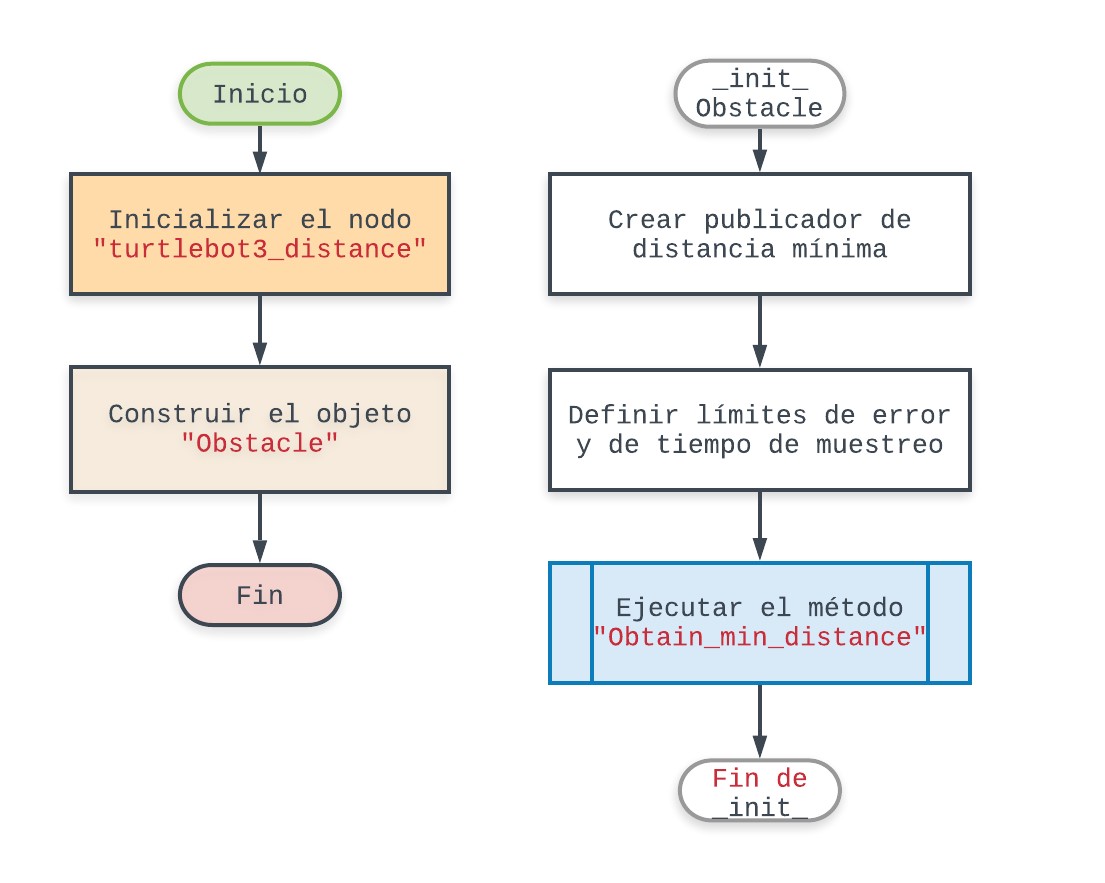 Inicio
Inicializar el nodo
"turtlebot3_distance"
Construir el objeto
"Obstacle"
Fin
_init_
Obstacle
Crear publicador de
distancia mínima
Definir límites de error
y de tiempo de muestreo
Ejecutar el método
"Obtain_min_distance"
Fin de
_init_